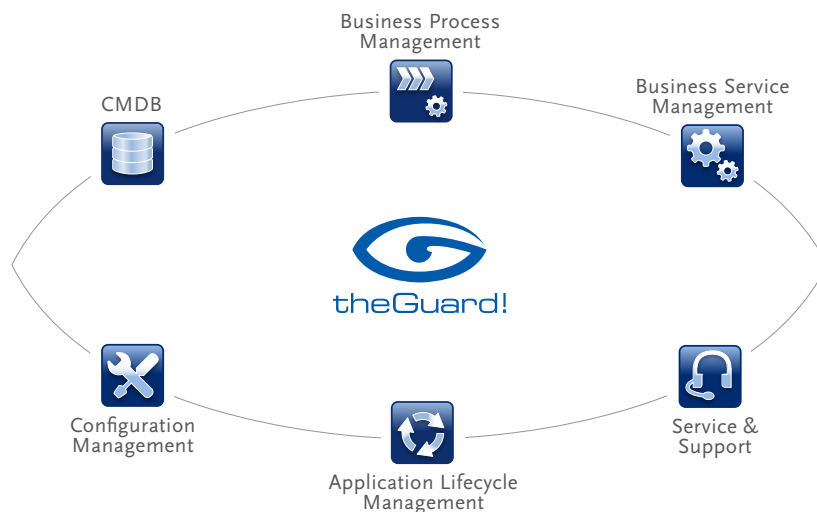 Business Process
Management
Business Service
Management
CMDB
theGuard!
Configuration
Management
Service &
Support
Application Lifecycle
Management